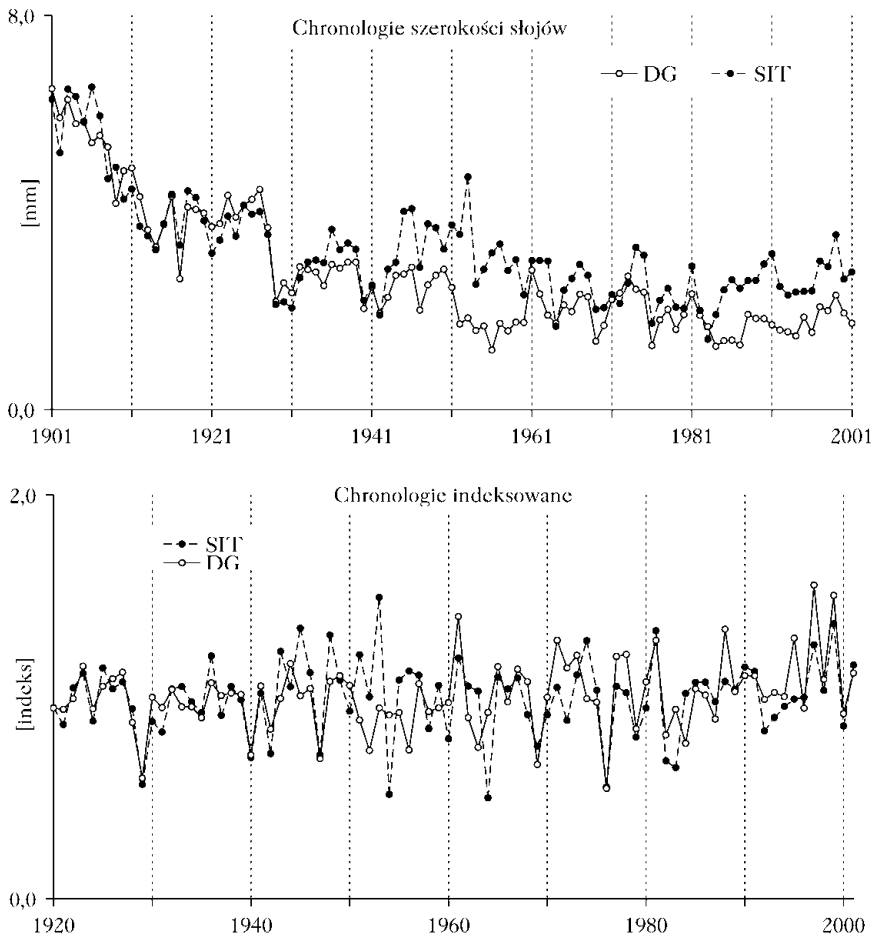 8,0
Chronologie szerokości słojów
DG SIT
[mm]
0,0
1901 1921 1941 1961 1981 2001
2,0
Chronologie indeksowane
SIT
DG
[indeks]
0,0
1920 1940 1960 1980 2000